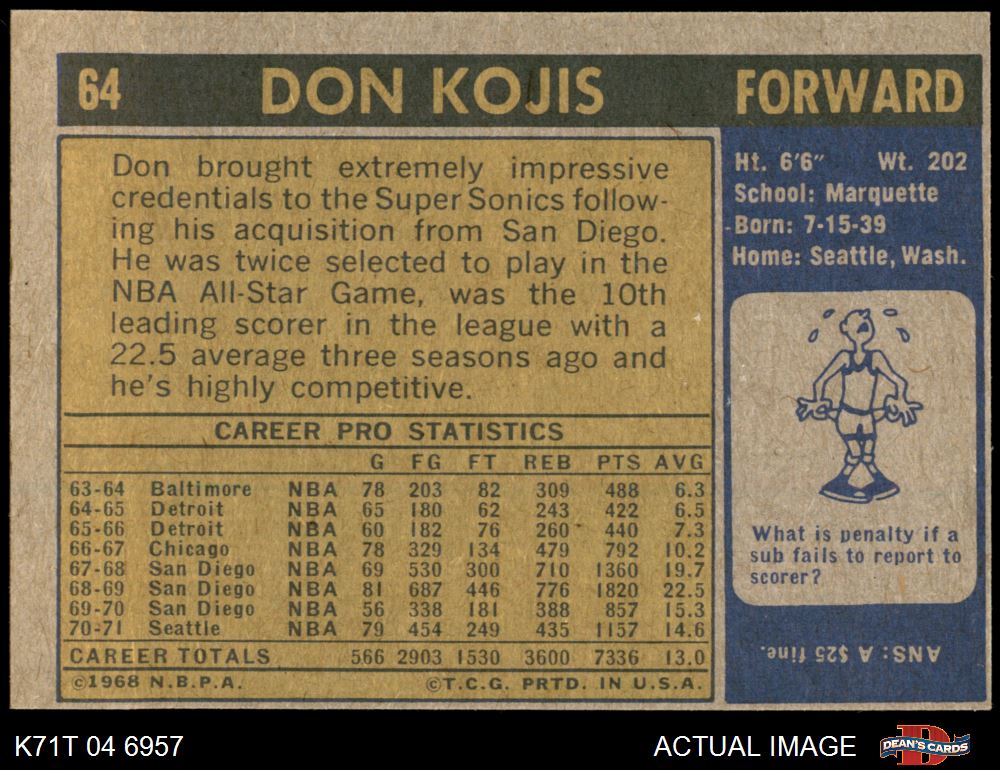 64 DON KOJIS FORWARD
Don brought extremely impressive
credentials to the Super Sonics follow-
ing his acquisition from San Diego.
He was twice selected to play in the
NBA All-Star Game, was the 10th
leading scorer in the league with a
22.5 average three seasons ago and
he's highly competitive.
Ht. 6'6" Wt. 202
School: Marquette
Born: 7-15-39
Home: Seattle, Wash.
What is penalty if a
sub fails to report to
scorer?
ANS: A $25 fine.
CAREER PRO STATISTICS
G FG FT REB PTS AVG
63-64 Baltimore NBA 78 203 82 309 488 6.3
64-65 Detroit NBA 65 180 62 243 422 6.5
65-66 Detroit NBA 60 182 76 260 440 7.3
66-67 Chicago NBA 78 329 134 479 792 10.2
67-68 San Diego NBA 69 530 300 710 1360 19.7
68-69 San Diego NBA 81 687 446 776 1820 22.5
69-70 San Diego NBA 56 338 181 388 857 15.3
70-71 Seattle NBA 79 454 249 435 1157 14.6
CAREER TOTALS 566 2903 1530 3600 7336 13.0
©1968 N.B.P.A. ©T.C.G. PRTD. IN U.S.A.
K71T 04 6957 ACTUAL IMAGE D DEAN'S CARDS